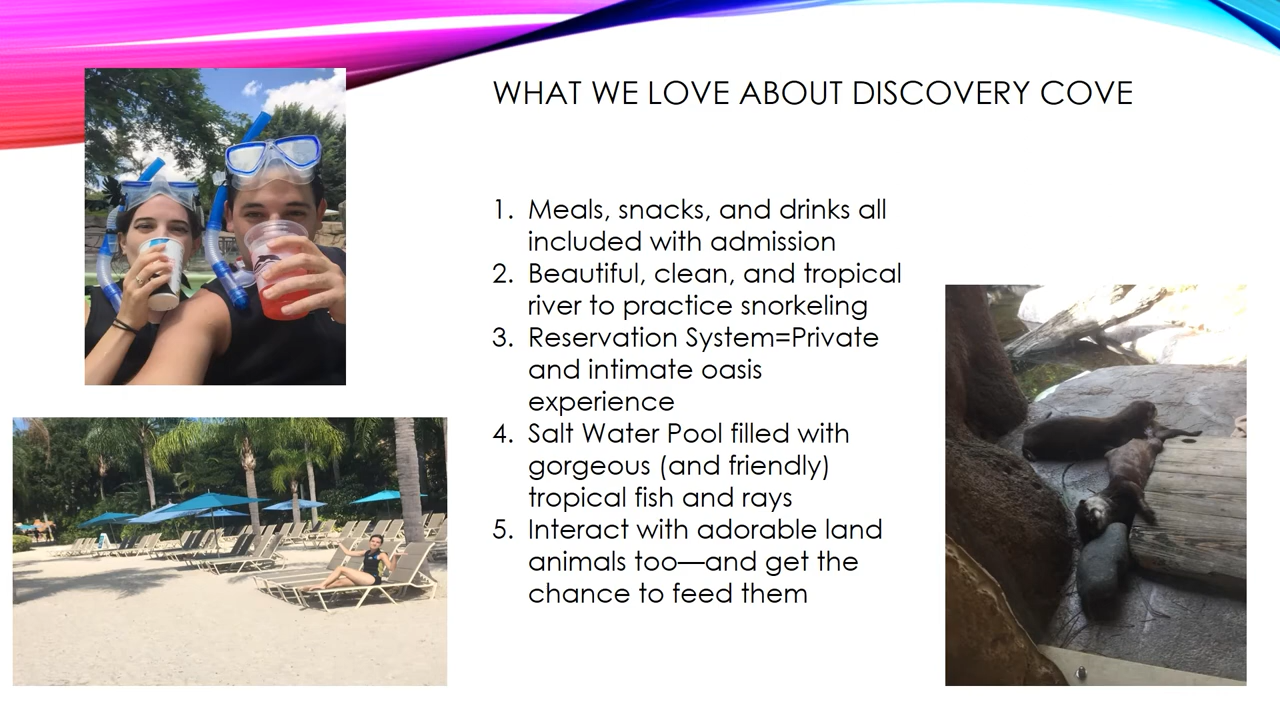 WHAT WE LOVE ABOUT DISCOVERY COVE
1. Meals, snacks, and drinks all
included with admission
2. Beautiful, clean, and tropical
river to practice snorkeling
3. Reservation System=Private
and intimate oasis
experience
4. Salt Water Pool filled with
gorgeous (and friendly)
tropical fish and rays
5. Interact with adorable land
animals too—and get the
chance to feed them